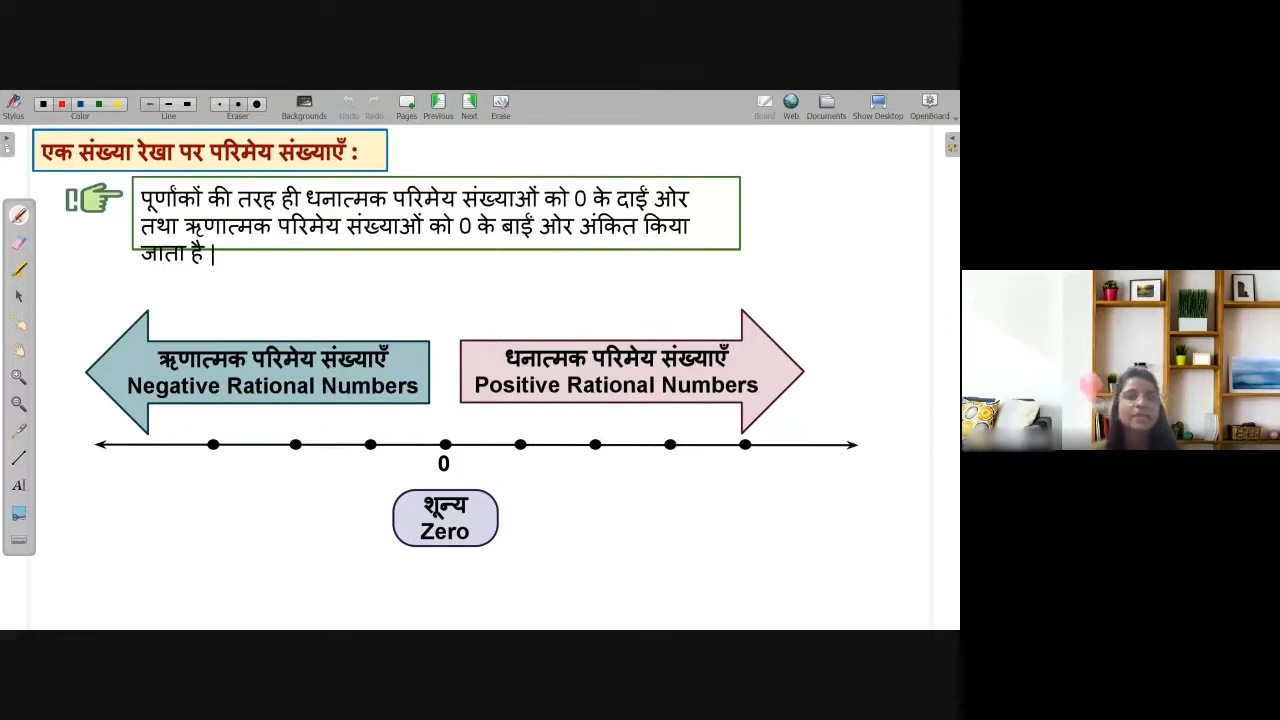 Stylus
Color
Line
Eraser
Backgrounds
Undo
Redo
Pages
Previous
Next
Erase
Board
Web
Documents
Show Desktop
OpenBoard
एक संख्या रेखा पर परिमेय संख्याएँ :
पूर्णांकों की तरह ही धनात्मक परिमेय संख्याओं को 0 के दाईं ओर
तथा ऋणात्मक परिमेय संख्याओं को 0 के बाईं ओर अंकित किया
जाता है |
ऋणात्मक परिमेय संख्याएँ
Negative Rational Numbers
धनात्मक परिमेय संख्याएँ
Positive Rational Numbers
0
शून्य
Zero